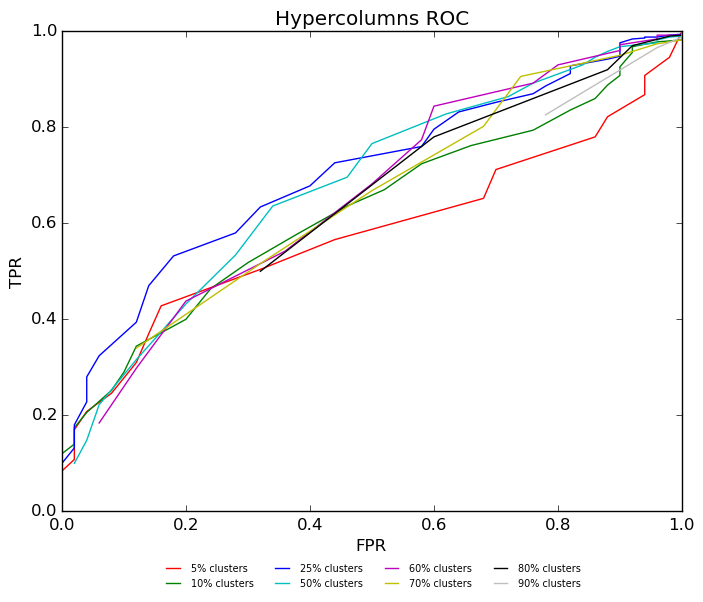 Hypercolumns ROC
1.0
0.8
0.6
0.4
0.2
0.0
TPR
0.0 0.2 0.4 0.6 0.8 1.0
FPR
5% clusters 25% clusters 60% clusters 80% clusters
10% clusters 50% clusters 70% clusters 90% clusters